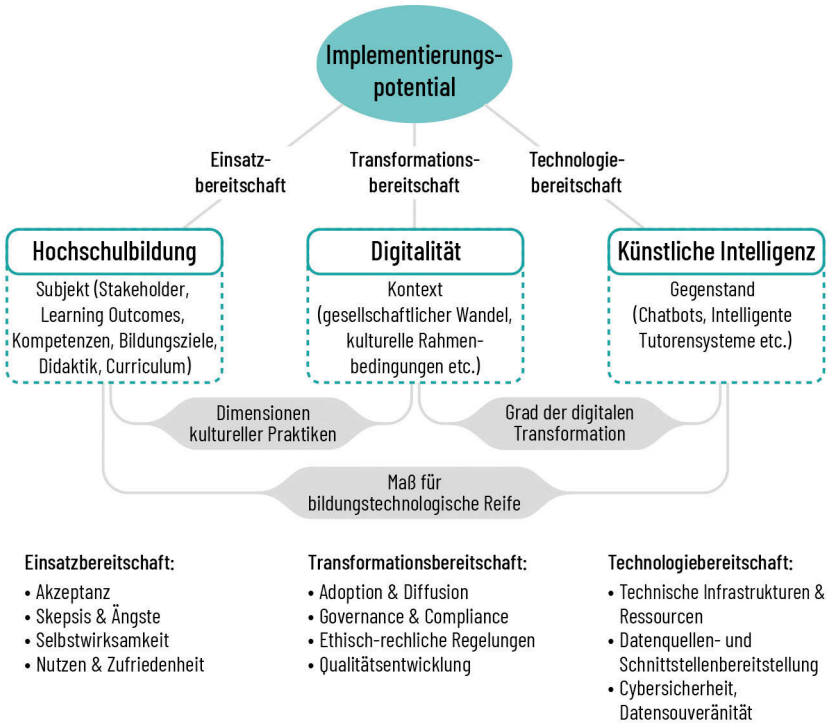 Implementierungs-
potential
Einsatz-
bereitschaft
Transformations-
bereitschaft
Technologie-
bereitschaft
Hochschulbildung
Subjekt (Stakeholder,
Learning Outcomes,
Kompetenzen, Bildungsziele,
Didaktik, Curriculum)
Digitalität
Kontext
(gesellschaftlicher Wandel,
kulturelle Rahmen-
bedingungen etc.)
Künstliche Intelligenz
Gegenstand
(Chatbots, Intelligente
Tutorensysteme etc.)
Dimensionen
kultureller Praktiken
Grad der digitalen
Transformation
Maß für
bildungstechnologische Reife
Einsatzbereitschaft:
• Akzeptanz
• Skepsis & Ängste
• Selbstwirksamkeit
• Nutzen & Zufriedenheit
Transformationsbereitschaft:
• Adoption & Diffusion
• Governance & Compliance
• Ethisch-rechliche Regelungen
• Qualitätsentwicklung
Technologiebereitschaft:
• Technische Infrastrukturen &
Ressourcen
• Datenquellen- und
Schnittstellenbereitstellung
• Cybersicherheit,
Datensouveränität